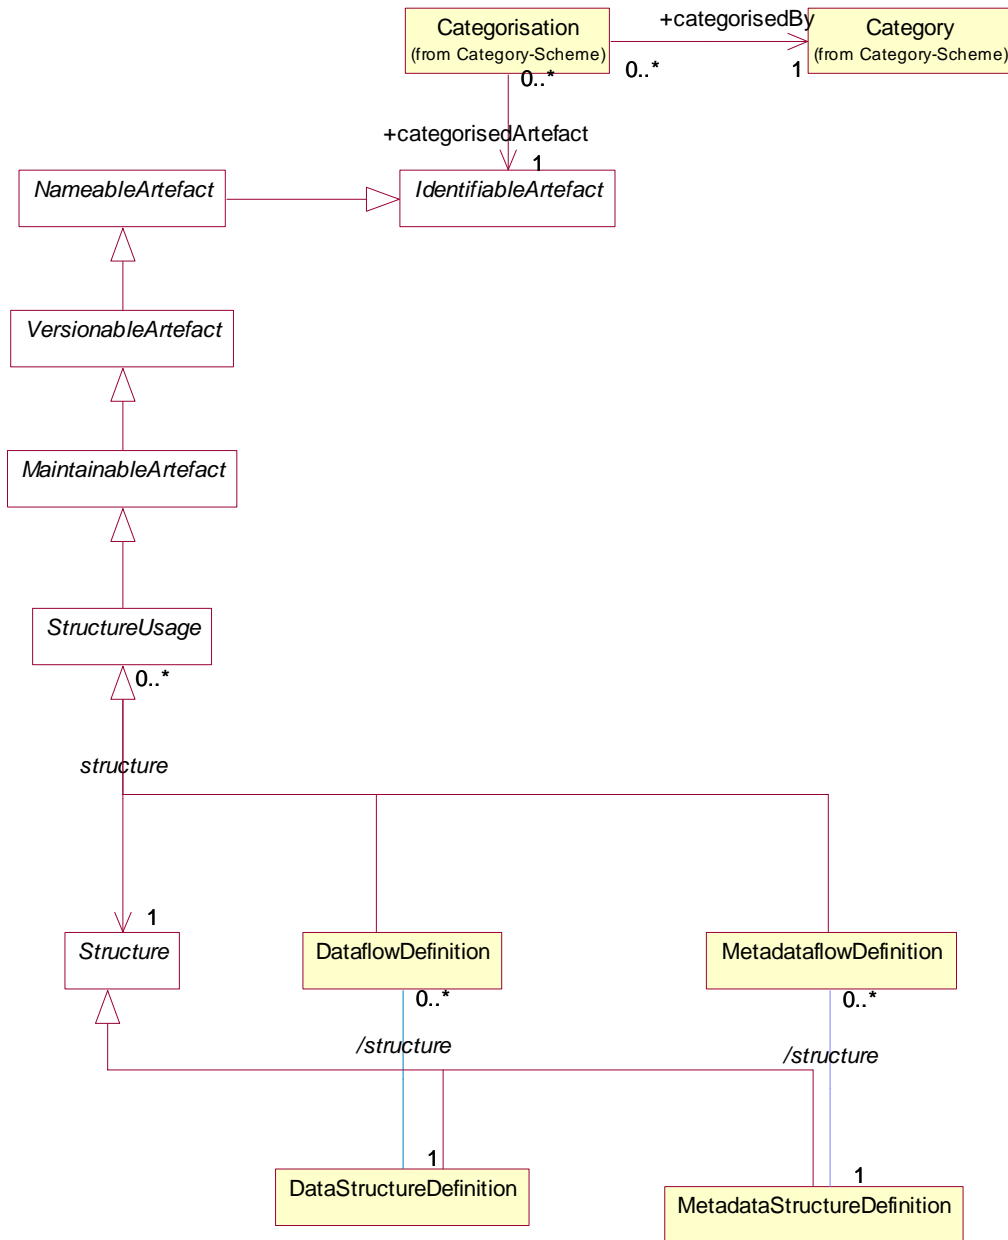 Categorisation
(from Category-Scheme)
0..*
+categorisedBy
0..*
1
Category
(from Category-Scheme)
+categorisedArtefact
1
NameableArtefact
IdentifiableArtefact
VersionableArtefact
MaintainableArtefact
StructureUsage
0..*
structure
1
Structure
DataflowDefinition
MetadataflowDefinition
0..*
0..*
/structure
/structure
1
1
DataStructureDefinition
MetadataStructureDefinition